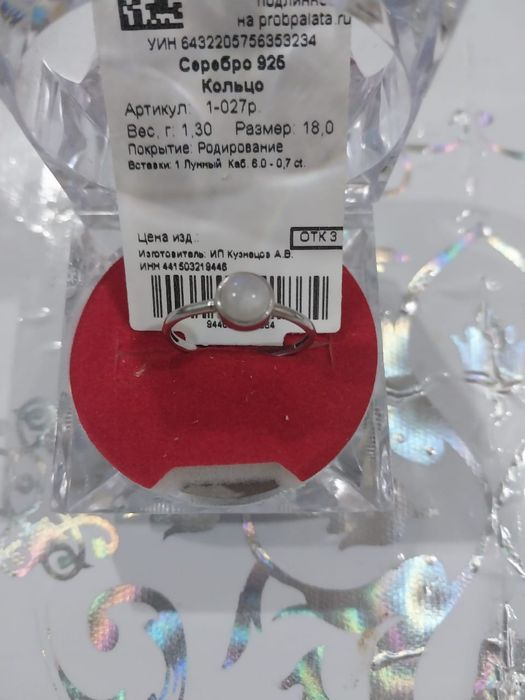 на probpalata.ru
УИН 6432205756353234
Серебро 925
Кольцо
Артикул: 1-027р.
Вес, г: 1,30 Размер: 18,0
Покрытие: Родирование
Вставки: 1 Лунный Каб. 6.0 - 0,7 ct.
Цена изд.:
ОТК 3
Изготовитель: ИП Кузнецов А.В.
ИНН 441503219446